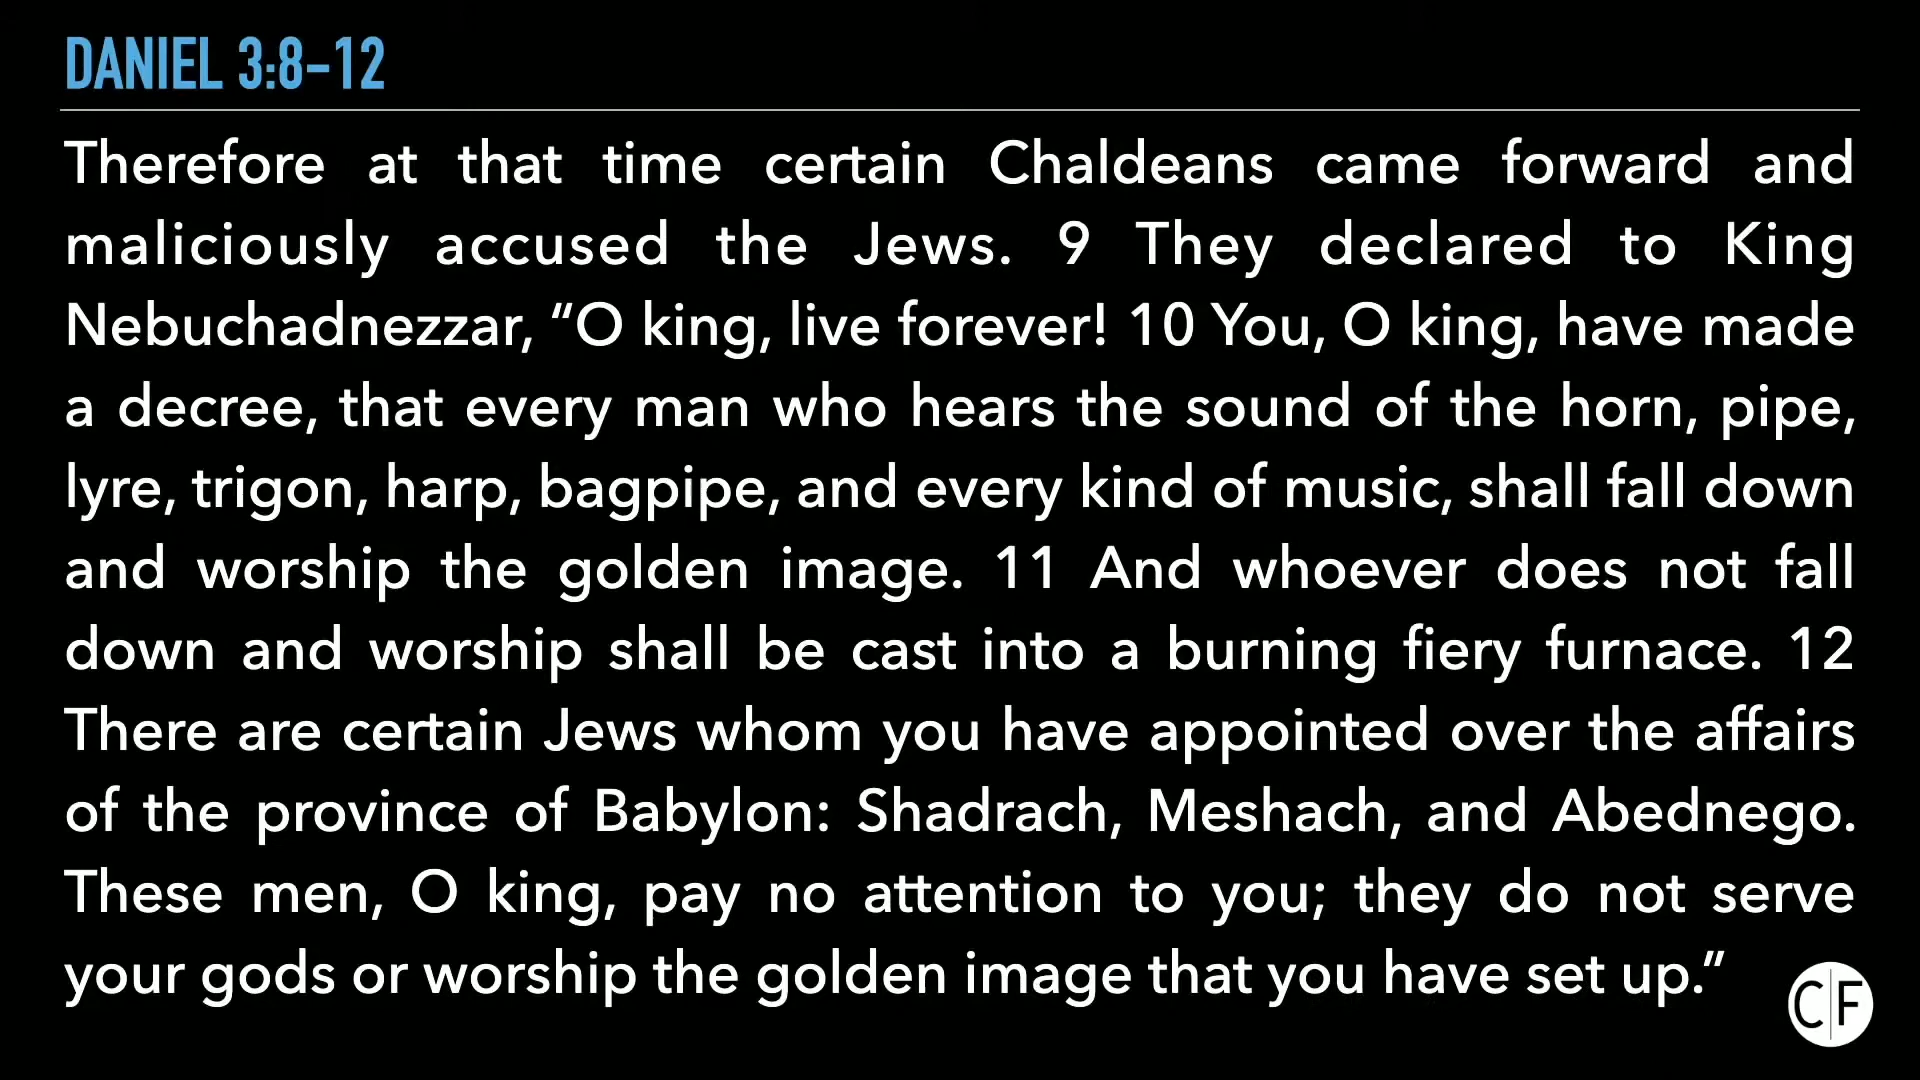 DANIEL 3:8–12
Therefore at that time certain Chaldeans came forward and
maliciously accused the Jews. 9 They declared to King
Nebuchadnezzar, “O king, live forever! 10 You, O king, have made
a decree, that every man who hears the sound of the horn, pipe,
lyre, trigon, harp, bagpipe, and every kind of music, shall fall down
and worship the golden image. 11 And whoever does not fall
down and worship shall be cast into a burning fiery furnace. 12
There are certain Jews whom you have appointed over the affairs
of the province of Babylon: Shadrach, Meshach, and Abednego.
These men, O king, pay no attention to you; they do not serve
your gods or worship the golden image that you have set up.”
C|F